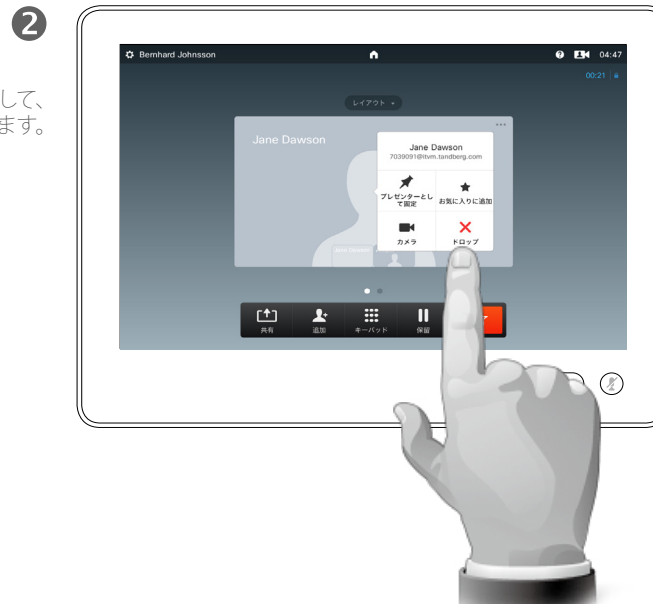 2
して、
ます。
Bernhard Johnsson
? 04:47
00:21
レイアウト
Jane Dawson
Jane Dawson
7039091@itvm.tandberg.com
プレゼンターとし
て固定
お気に入りに追加
カメラ
ドロップ
Jane Dawson
共有
追加
キーパッド
保留